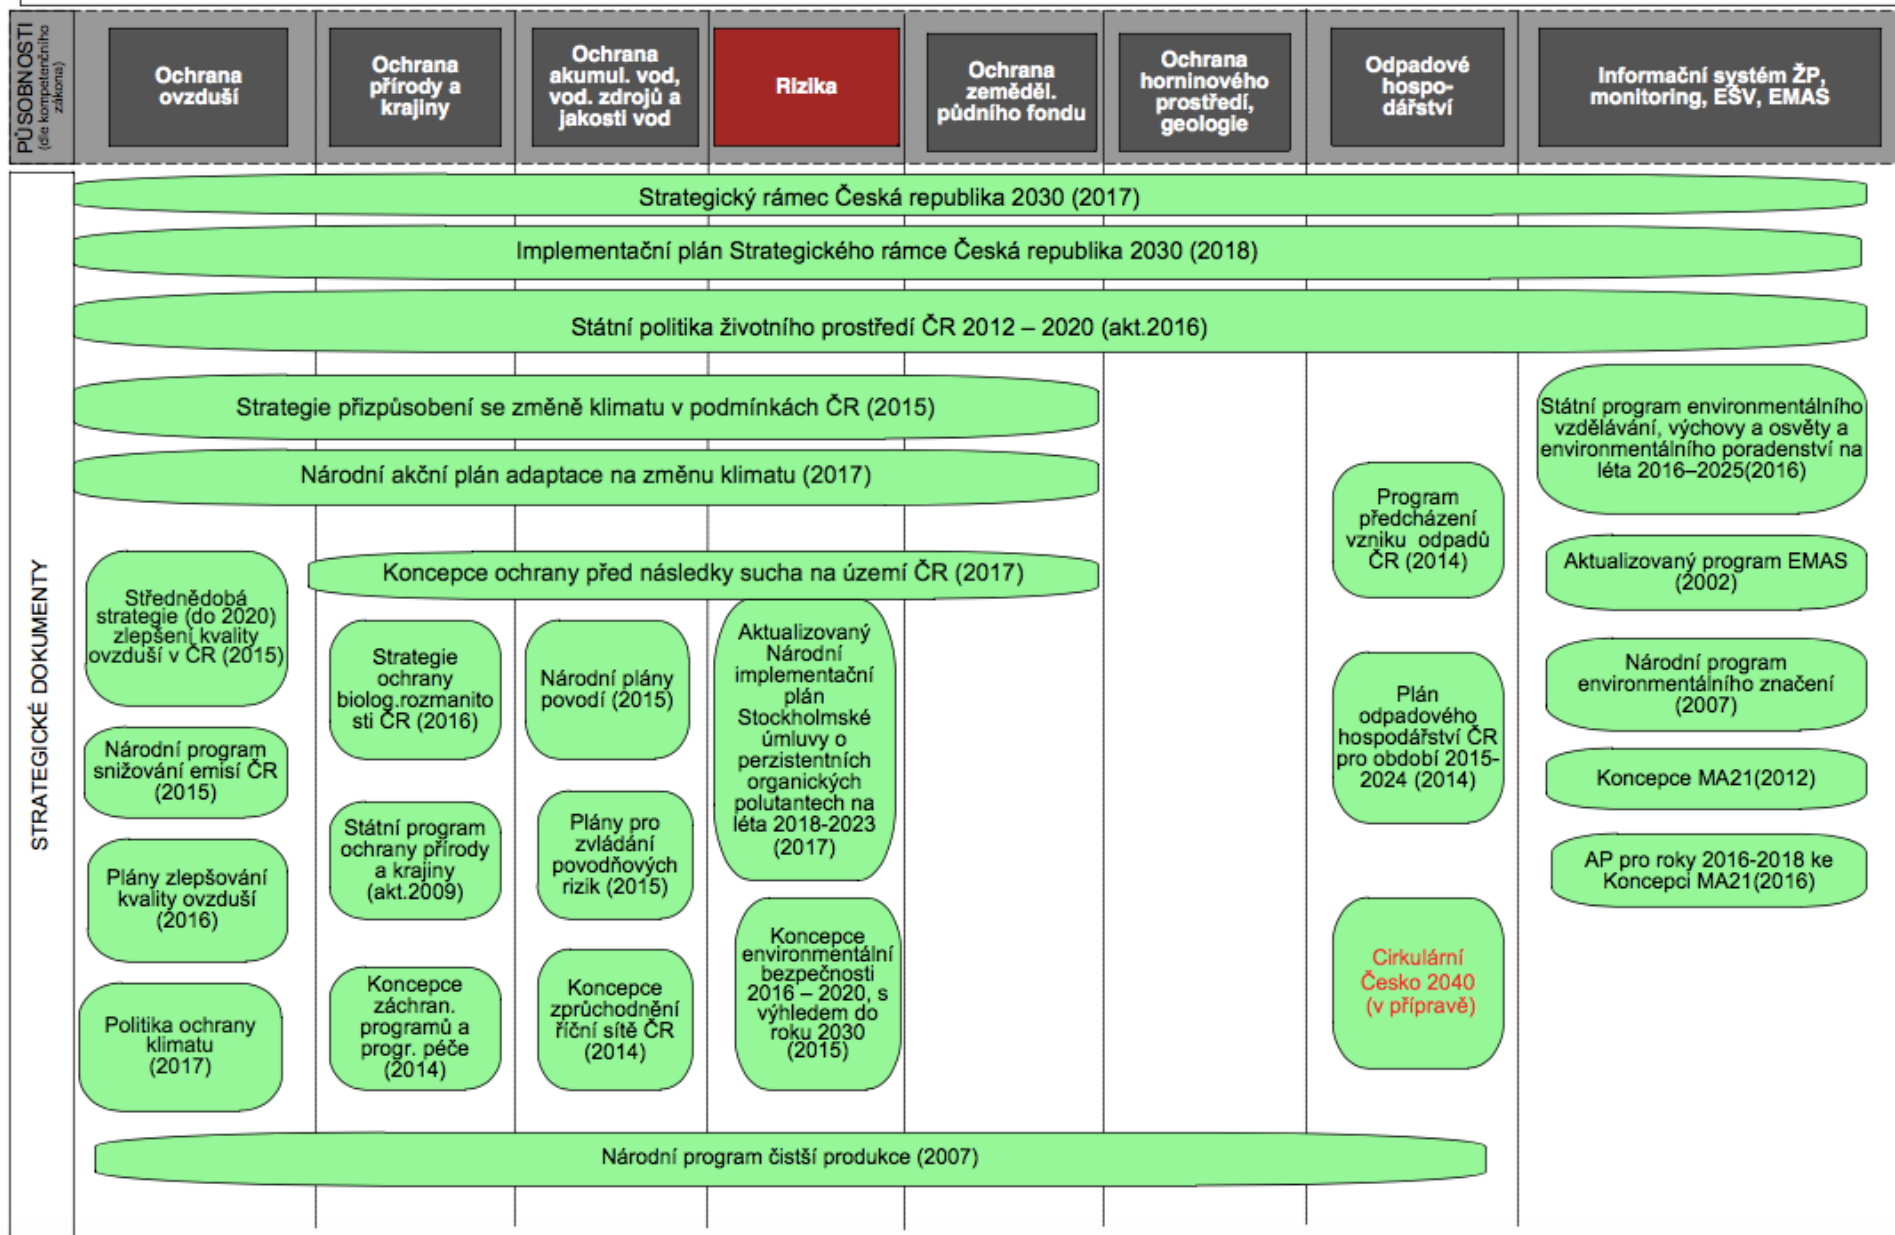 PŮSOBNOSTI
(dle kompetenčního
zákona)
Ochrana
ovzduší
Ochrana
přírody a
krajiny
Ochrana
akumul. vod,
vod. zdrojů a
jakosti vod
Rizika
Ochrana
zeměděl.
půdního fondu
Ochrana
horninového
prostředí,
geologie
Odpadové
hospo-
dářství
Informační systém ŽP,
monitoring, EŠV, EMAS
STRATEGICKÉ DOKUMENTY
Strategický rámec Česká republika 2030 (2017)
Implementační plán Strategického rámce Česká republika 2030 (2018)
Státní politika životního prostředí ČR 2012 – 2020 (akt.2016)
Strategie přizpůsobení se změně klimatu v podmínkách ČR (2015)
Národní akční plán adaptace na změnu klimatu (2017)
Koncepce ochrany před následky sucha na území ČR (2017)
Střednědobá
strategie (do 2020)
zlepšení kvality
ovzduší v ČR (2015)
Národní program
snižování emisí ČR
(2015)
Plány zlepšování
kvality ovzduší
(2016)
Politika ochrany
klimatu
(2017)
Strategie
ochrany
biolog.rozmanito
sti ČR (2016)
Státní program
ochrany přírody
a krajiny
(akt.2009)
Koncepce
záchran.
programů a
progr. péče
(2014)
Národní plány
povodí (2015)
Plány pro
zvládání
povodňových
rizik (2015)
Koncepce
zprůchodnění
říční sítě ČR
(2014)
Aktualizovaný
Národní
implementační
plán
Stockholmské
úmluvy o
perzistentních
organických
polutantech na
léta 2018-2023
(2017)
Koncepce
environmentální
bezpečnosti
2016 – 2020, s
výhledem do
roku 2030
(2015)
Program
předcházení
vzniku odpadů
ČR (2014)
Plán
odpadového
hospodářství ČR
pro období 2015-
2024 (2014)
Cirkulární
Česko 2040
(v přípravě)
Státní program environmentálního
vzdělávání, výchovy a osvěty a
environmentálního poradenství na
léta 2016–2025(2016)
Aktualizovaný program EMAS
(2002)
Národní program
environmentálního značení
(2007)
Koncepce MA21(2012)
AP pro roky 2016-2018 ke
Koncepci MA21(2016)
Národní program čistší produkce (2007)